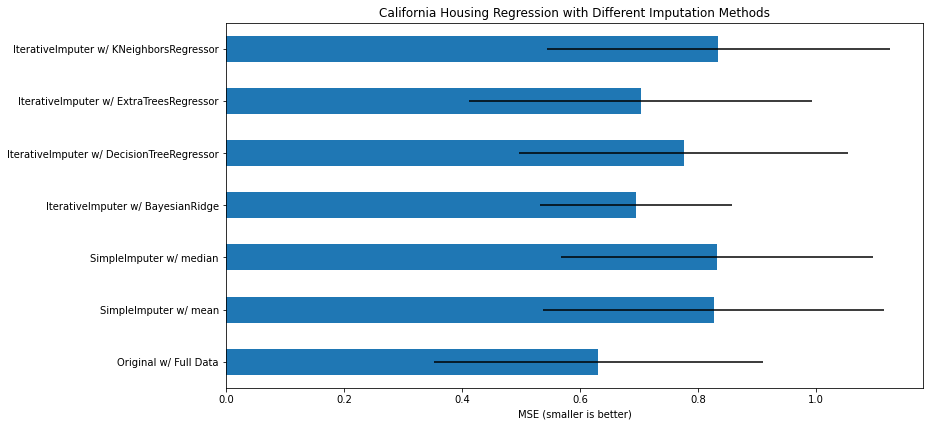 California Housing Regression with Different Imputation Methods
IterativeImputer w/ KNeighborsRegressor
IterativeImputer w/ ExtraTreesRegressor
IterativeImputer w/ DecisionTreeRegressor
IterativeImputer w/ BayesianRidge
SimpleImputer w/ median
SimpleImputer w/ mean
Original w/ Full Data
0.0 0.2 0.4 0.6 0.8 1.0
MSE (smaller is better)